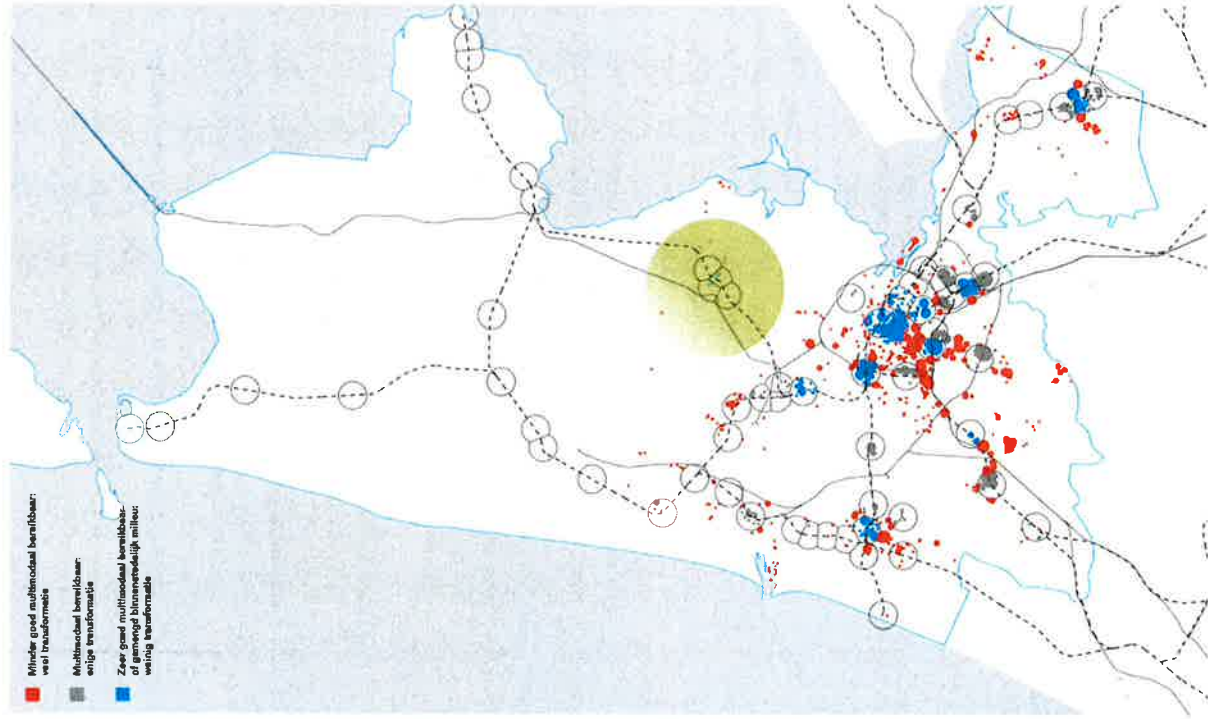 Minder goed multimodaal bereikbaar:
veel transformatie
Multimodaal bereikbaar:
enige transformatie
Zeer goed multimodaal bereikbaar
of gemengd binnenstedelijk milieu:
weinig transformatie